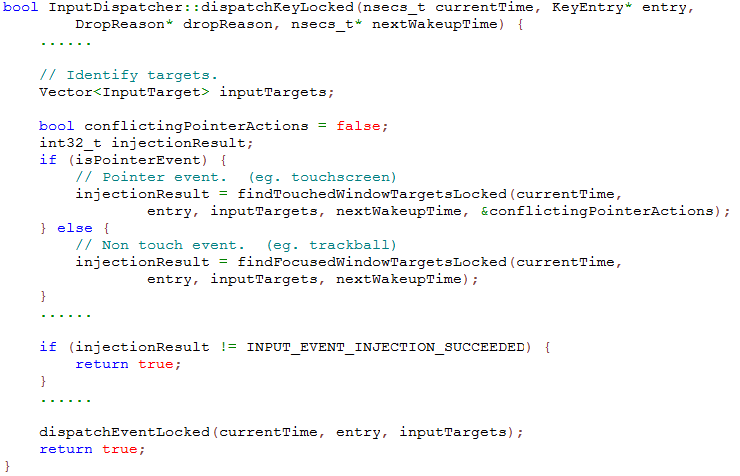 bool InputDispatcher::dispatchKeyLocked(nsecs_t currentTime, KeyEntry* entry,
        DropReason* dropReason, nsecs_t* nextWakeupTime) {
    ......

    // Identify targets.
    Vector<InputTarget> inputTargets;

    bool conflictingPointerActions = false;
    int32_t injectionResult;
    if (isPointerEvent) {
        // Pointer event.  (eg. touchscreen)
        injectionResult = findTouchedWindowTargetsLocked(currentTime,
                entry, inputTargets, nextWakeupTime, &conflictingPointerActions);
    } else {
        // Non touch event.  (eg. trackball)
        injectionResult = findFocusedWindowTargetsLocked(currentTime,
                entry, inputTargets, nextWakeupTime);
    }
    ......

    if (injectionResult != INPUT_EVENT_INJECTION_SUCCEEDED) {
        return true;
    }
    ......

    dispatchEventLocked(currentTime, entry, inputTargets);
    return true;
}